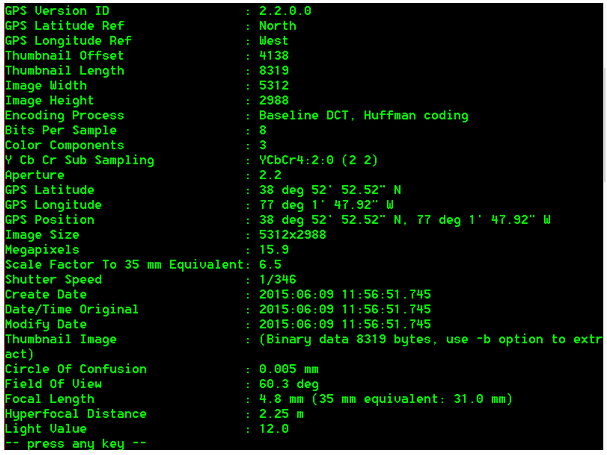 GPS Version ID : 2.2.0.0
GPS Latitude Ref : North
GPS Longitude Ref : West
Thumbnail Offset : 4138
Thumbnail Length : 8319
Image Width : 5312
Image Height : 2988
Encoding Process : Baseline DCT, Huffman coding
Bits Per Sample : 8
Color Components : 3
Y Cb Cr Sub Sampling : YCbCr4:2:0 (2 2)
Aperture : 2.2
GPS Latitude : 38 deg 52' 52.52" N
GPS Longitude : 77 deg 1' 47.92" W
GPS Position : 38 deg 52' 52.52" N, 77 deg 1' 47.92" W
Image Size : 5312x2988
Megapixels : 15.9
Scale Factor To 35 mm Equivalent: 6.5
Shutter Speed : 1/346
Create Date : 2015:06:09 11:56:51.745
Date/Time Original : 2015:06:09 11:56:51.745
Modify Date : 2015:06:09 11:56:51.745
Thumbnail Image : (Binary data 8319 bytes, use -b option to extr
act)
Circle Of Confusion : 0.005 mm
Field Of View : 60.3 deg
Focal Length : 4.8 mm (35 mm equivalent: 31.0 mm)
Hyperfocal Distance : 2.25 m
Light Value : 12.0
-- press any key --